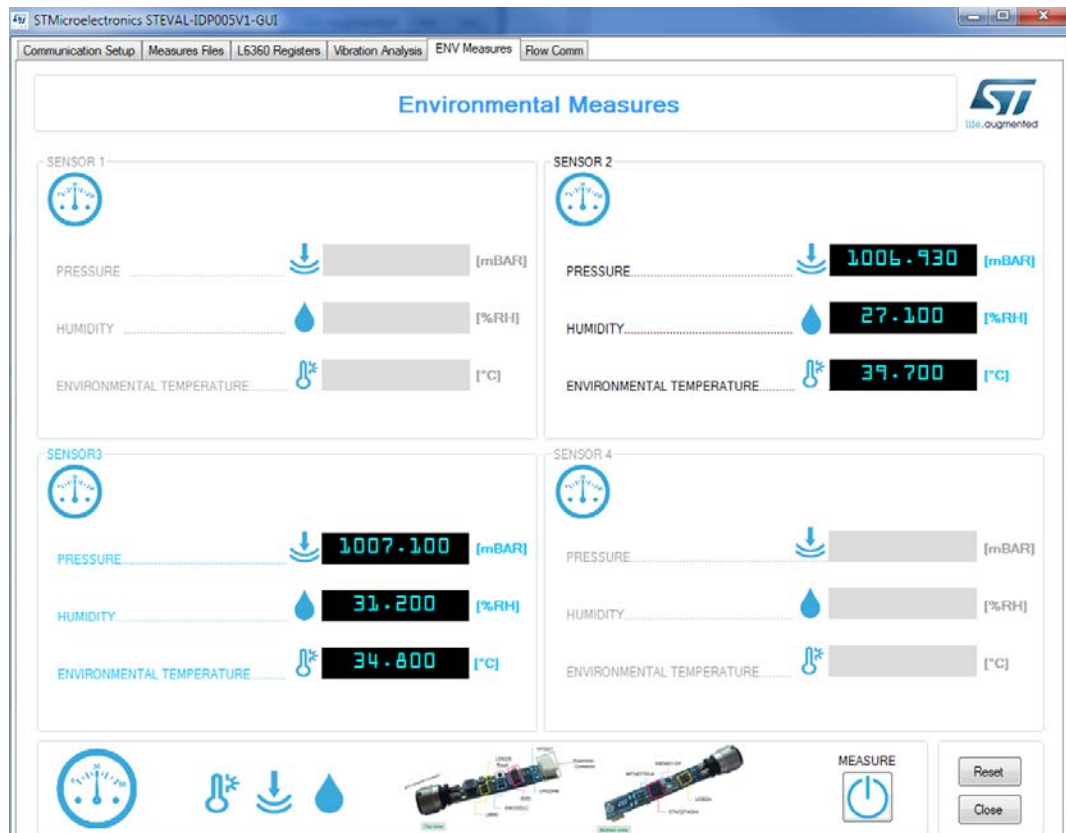 STMicroelectronics STEVAL-IDP005V1-GUI
Communication Setup Measures Files L6360 Registers Vibration Analysis ENV Measures Flow Comm
Environmental Measures
life.augmented
SENSOR 1
PRESSURE [mBAR]
HUMIDITY [%RH]
ENVIRONMENTAL TEMPERATURE [°C]
SENSOR 2
PRESSURE 1006.930 [mBAR]
HUMIDITY 27.100 [%RH]
ENVIRONMENTAL TEMPERATURE 39.700 [°C]
SENSOR3
PRESSURE 1007.100 [mBAR]
HUMIDITY 31.200 [%RH]
ENVIRONMENTAL TEMPERATURE 34.800 [°C]
SENSOR 4
PRESSURE [mBAR]
HUMIDITY [%RH]
ENVIRONMENTAL TEMPERATURE [°C]
MEASURE
Reset
Close